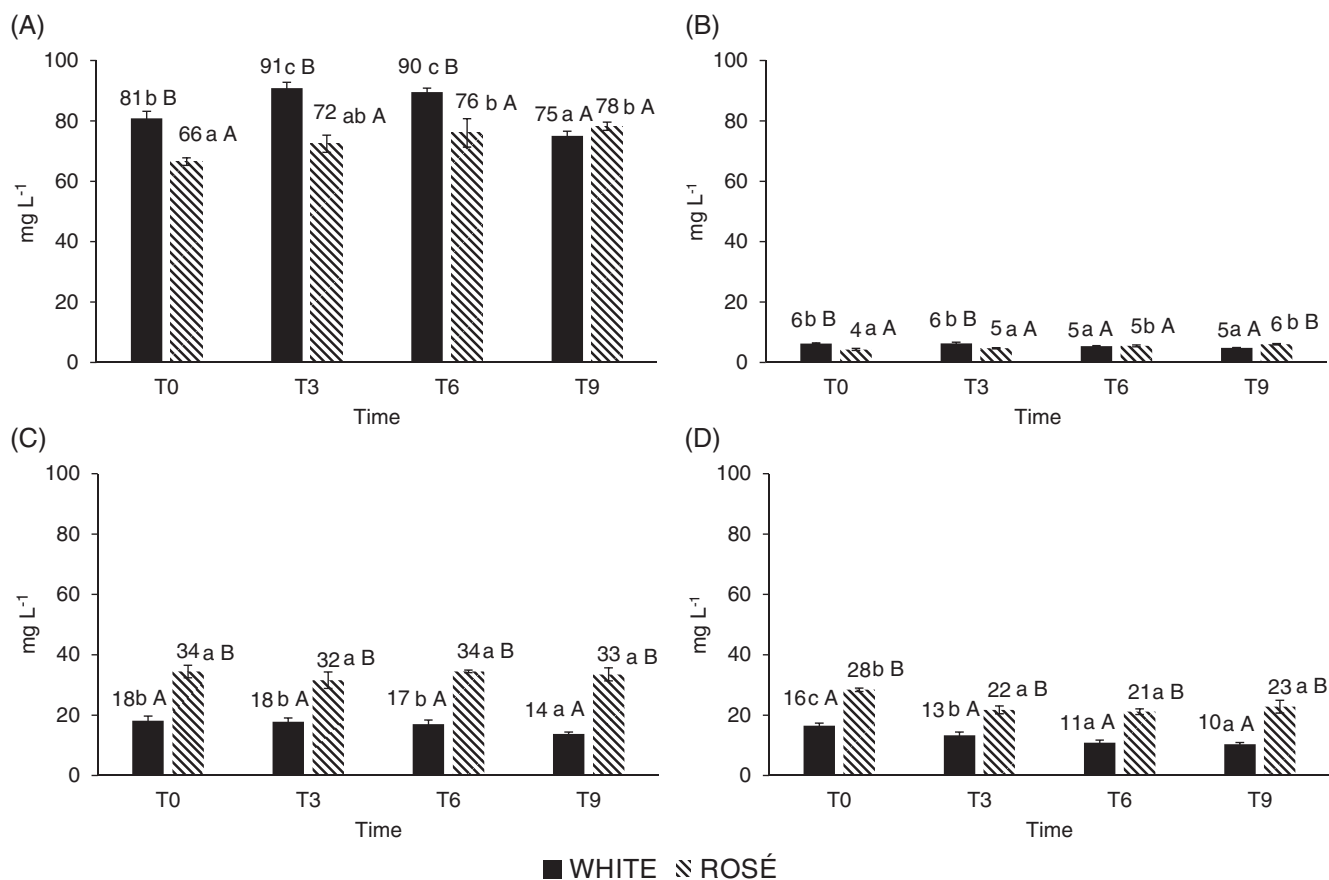 (A)
100
80
60
40
20
0
mg L⁻¹
81b B
66 a A
91c B
72 ab A
90 c B
76 b A
75 a A
78 b A
T0 T3 T6 T9
Time
(B)
100
80
60
40
20
0
mg L⁻¹
6b B
4 a A
6b B
5a A
5a A
5b A
5a A
6 b B
T0 T3 T6 T9
Time
(C)
100
80
60
40
20
0
mg L⁻¹
18b A
34 a B
18 b A
32 a B
17 b A
34a B
14 a A
33 a B
T0 T3 T6 T9
Time
(D)
100
80
60
40
20
0
mg L⁻¹
16c A
28b B
13 b A
22 a B
11a A
21a B
10a A
23 a B
T0 T3 T6 T9
Time
WHITE ROSÉ